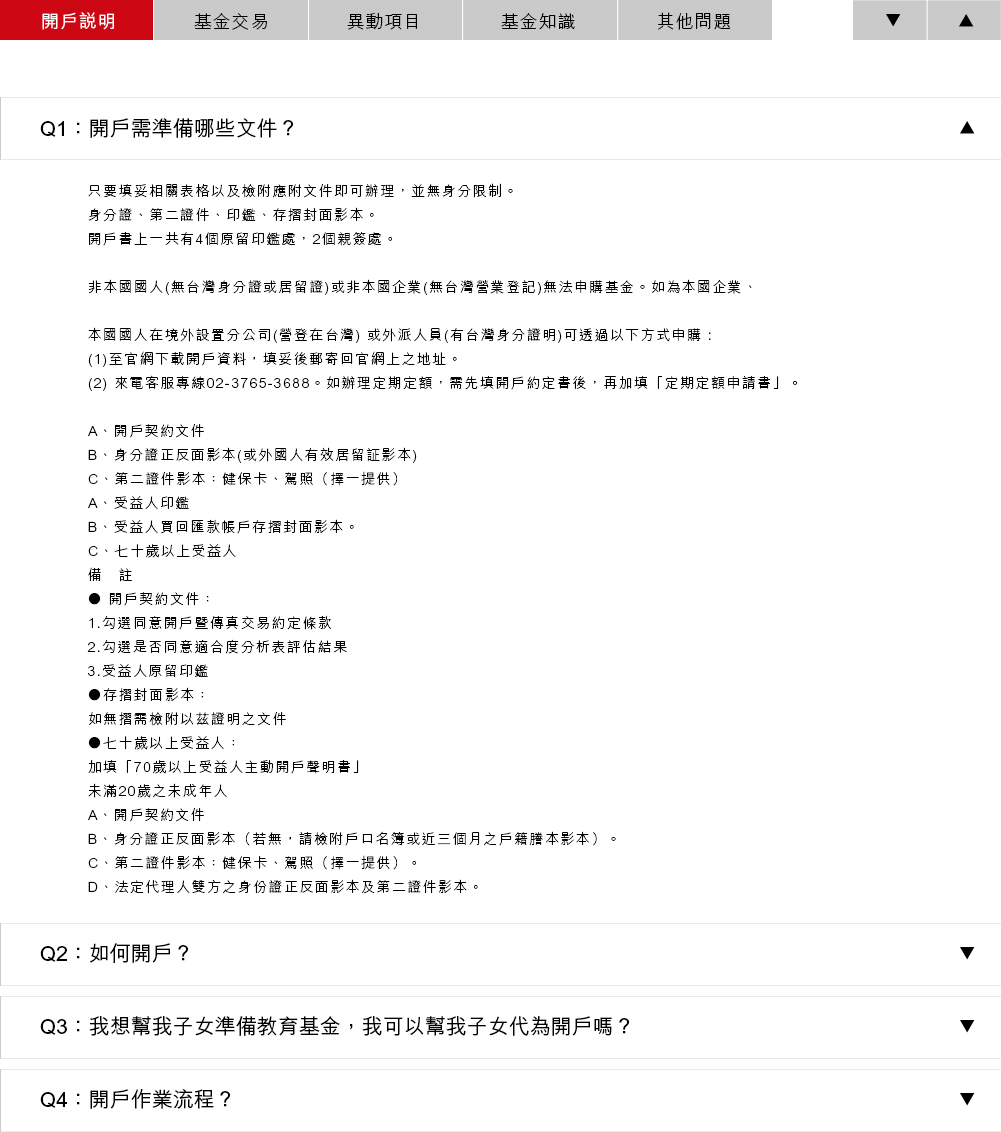 開戶說明 基金交易 異動項目 基金知識 其他問題 ▼ ▲
Q1：開戶需準備哪些文件？ ▲
只要填妥相關表格以及檢附應附文件即可辦理，並無身分限制。
身分證、第二證件、印鑑、存摺封面影本。
開戶書上一共有4個原留印鑑處，2個親簽處。
非本國國人(無台灣身分證或居留證)或非本國企業(無台灣營業登記)無法申購基金。如為本國企業、
本國國人在境外設置分公司(營登在台灣) 或外派人員(有台灣身分證明)可透過以下方式申購：
(1)至官網下載開戶資料，填妥後郵寄回官網上之地址。
(2) 來電客服專線02-3765-3688。如辦理定期定額，需先填開戶約定書後，再加填「定期定額申請書」。
A、開戶契約文件
B、身分證正反面影本(或外國人有效居留証影本)
C、第二證件影本：健保卡、駕照（擇一提供）
A、受益人印鑑
B、受益人買回匯款帳戶存摺封面影本。
C、七十歲以上受益人
備　註
● 開戶契約文件：
1.勾選同意開戶暨傳真交易約定條款
2.勾選是否同意適合度分析表評估結果
3.受益人原留印鑑
●存摺封面影本：
如無摺需檢附以茲證明之文件
●七十歲以上受益人：
加填「70歲以上受益人主動開戶聲明書」
未滿20歲之未成年人
A、開戶契約文件
B、身分證正反面影本（若無，請檢附戶口名簿或近三個月之戶籍謄本影本）。
C、第二證件影本：健保卡、駕照（擇一提供）。
D、法定代理人雙方之身份證正反面影本及第二證件影本。
Q2：如何開戶？ ▼
Q3：我想幫我子女準備教育基金，我可以幫我子女代為開戶嗎？ ▼
Q4：開戶作業流程？ ▼